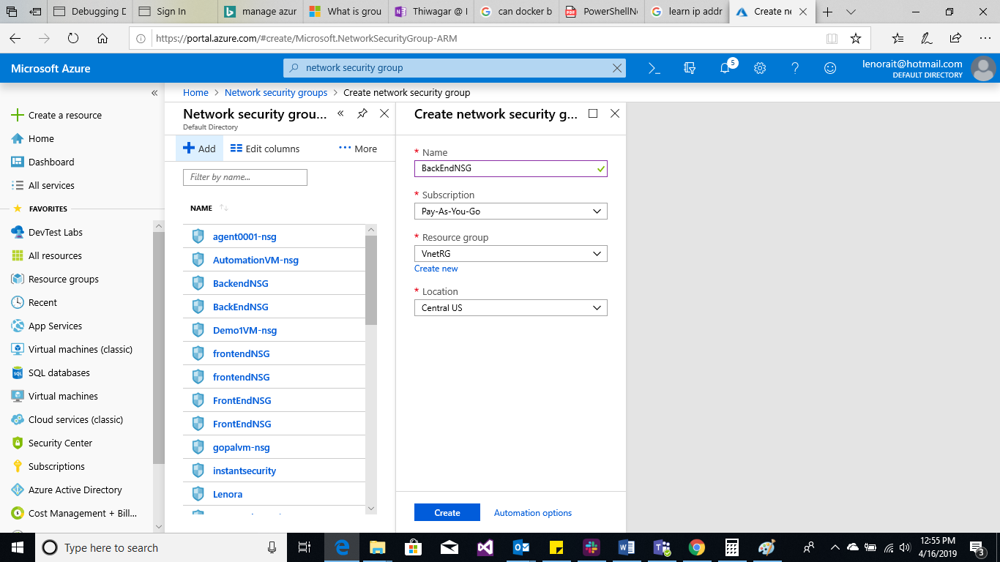 Debugging D
Sign In
manage azur
What is grou
Thiwagar @ I
can docker b
PowerShellNo
learn ip addr
Create ne
https://portal.azure.com/#create/Microsoft.NetworkSecurityGroup-ARM
Microsoft Azure
network security group
5
lenorait@hotmail.com
DEFAULT DIRECTORY
Home > Network security groups > Create network security group
Create a resource
Home
Dashboard
All services
FAVORITES
DevTest Labs
All resources
Resource groups
Recent
App Services
Virtual machines (classic)
SQL databases
Virtual machines
Cloud services (classic)
Security Center
Subscriptions
Azure Active Directory
Cost Management + Bill...
Network security grou...
Default Directory
Add
Edit columns
More
Filter by name...
NAME
agent0001-nsg
AutomationVM-nsg
BackendNSG
BackEndNSG
Demo1VM-nsg
frontendNSG
frontendNSG
FrontEndNSG
FrontEndNSG
gopalvm-nsg
instantsecurity
Lenora
Create network security g...
* Name
BackEndNSG
* Subscription
Pay-As-You-Go
* Resource group
VnetRG
Create new
* Location
Central US
Create
Automation options
Type here to search
12:55 PM
4/16/2019
3